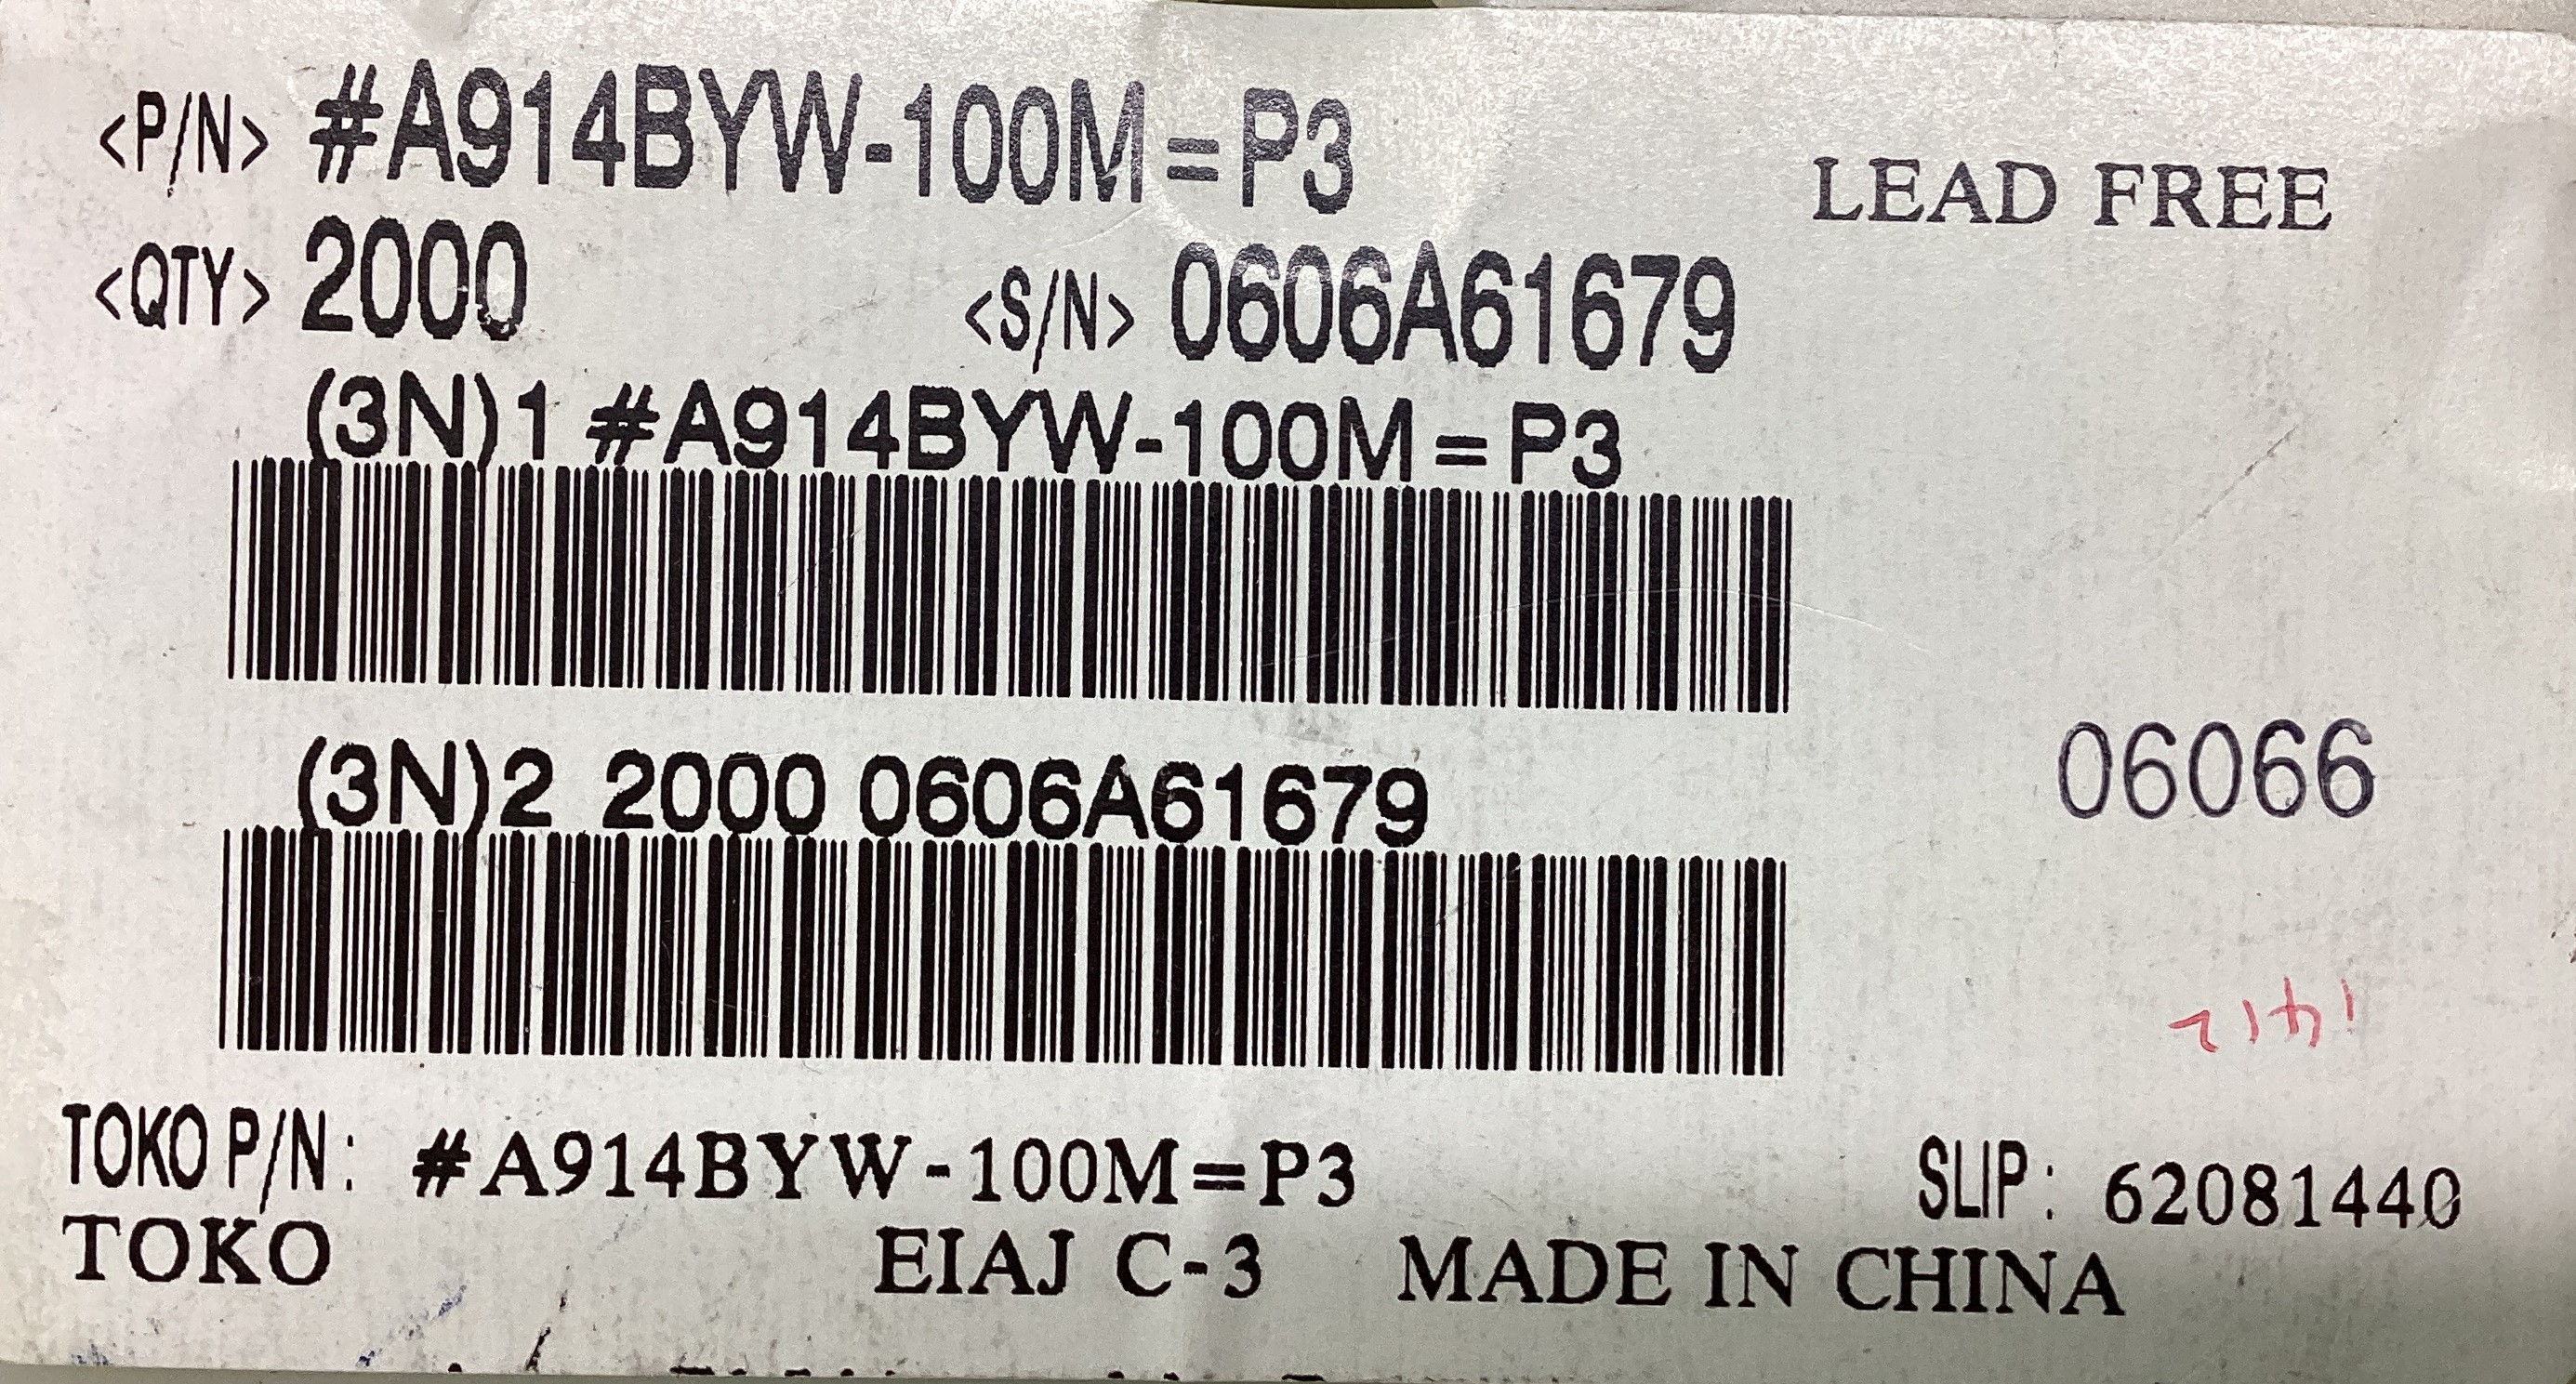 <P/N> #A914BYW-100M=P3
LEAD FREE
<QTY> 2000 <S/N> 0606A61679
(3N)1 #A914BYW-100M=P3
(3N)2 2000 0606A61679
06066
TOKO P/N: #A914BYW-100M=P3 SLIP: 62081440
TOKO EIAJ C-3 MADE IN CHINA